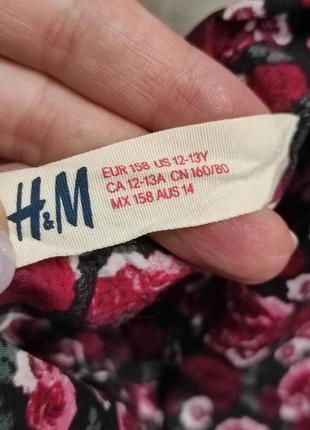 H&M
EUR 158 US 12-13Y
CA 12-13A CN 160/80
MX 158 AUS 14